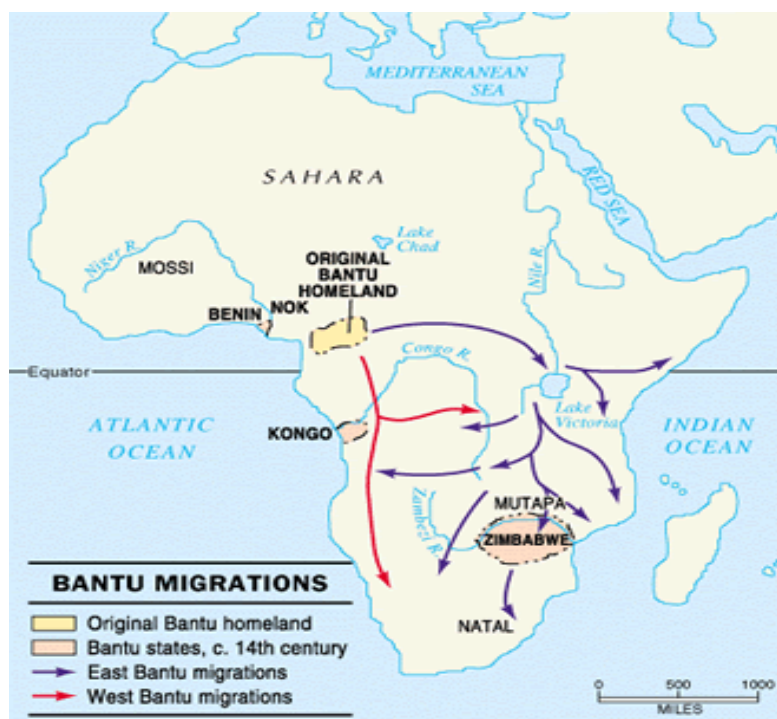 MEDITERRANEAN
SEA
SAHARA
RED SEA
Lake
Chad
Niger R.
MOSSI
ORIGINAL
BANTU
HOMELAND
Nile R.
BENIN
NOK
Congo R.
Equator
ATLANTIC
OCEAN
KONGO
Lake
Victoria
INDIAN
OCEAN
Zambezi R.
MUTAPA
ZIMBABWE
NATAL
BANTU MIGRATIONS
Original Bantu homeland
Bantu states, c. 14th century
East Bantu migrations
West Bantu migrations
0 500 1000
MILES